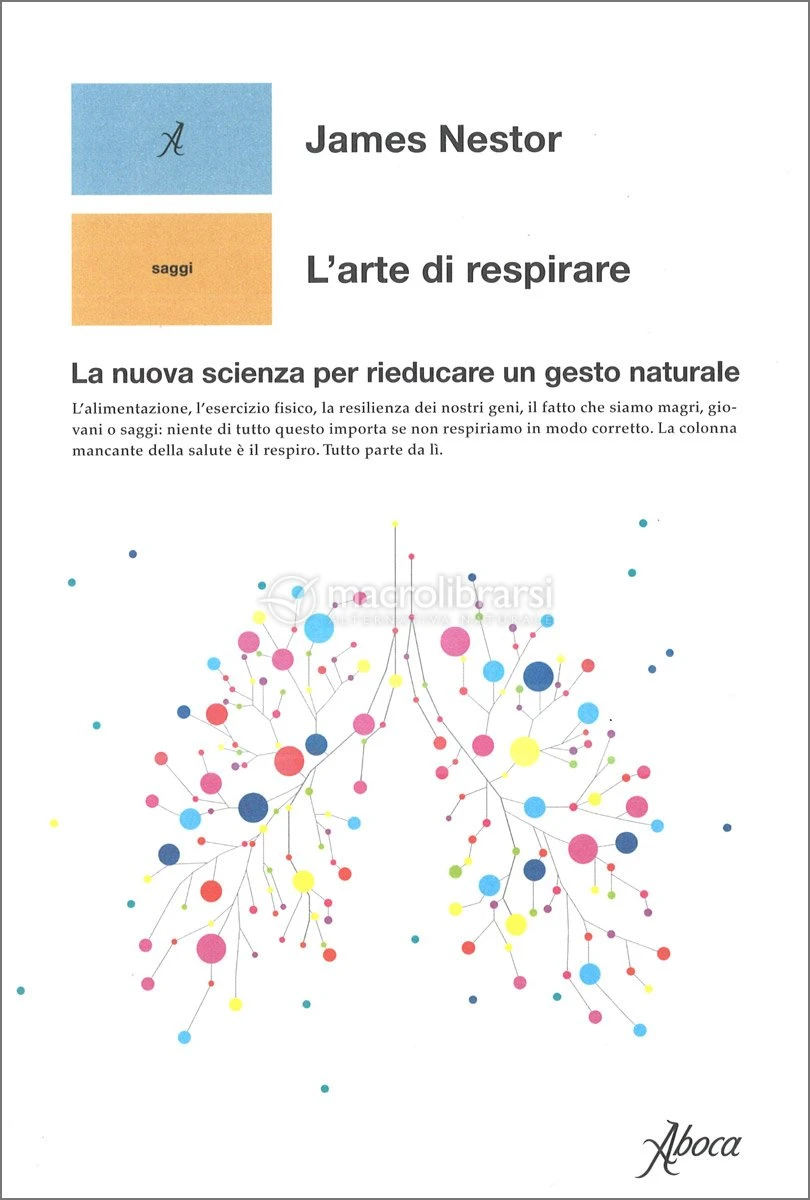 James Nestor
saggi
L’arte di respirare
La nuova scienza per rieducare un gesto naturale
L’alimentazione, l’esercizio fisico, la resilienza dei nostri geni, il fatto che siamo magri, gio-
vani o saggi: niente di tutto questo importa se non respiriamo in modo corretto. La colonna
mancante della salute è il respiro. Tutto parte da lì.
macrolibrarsi
ALTERNATIVA NATURALE
Aboca